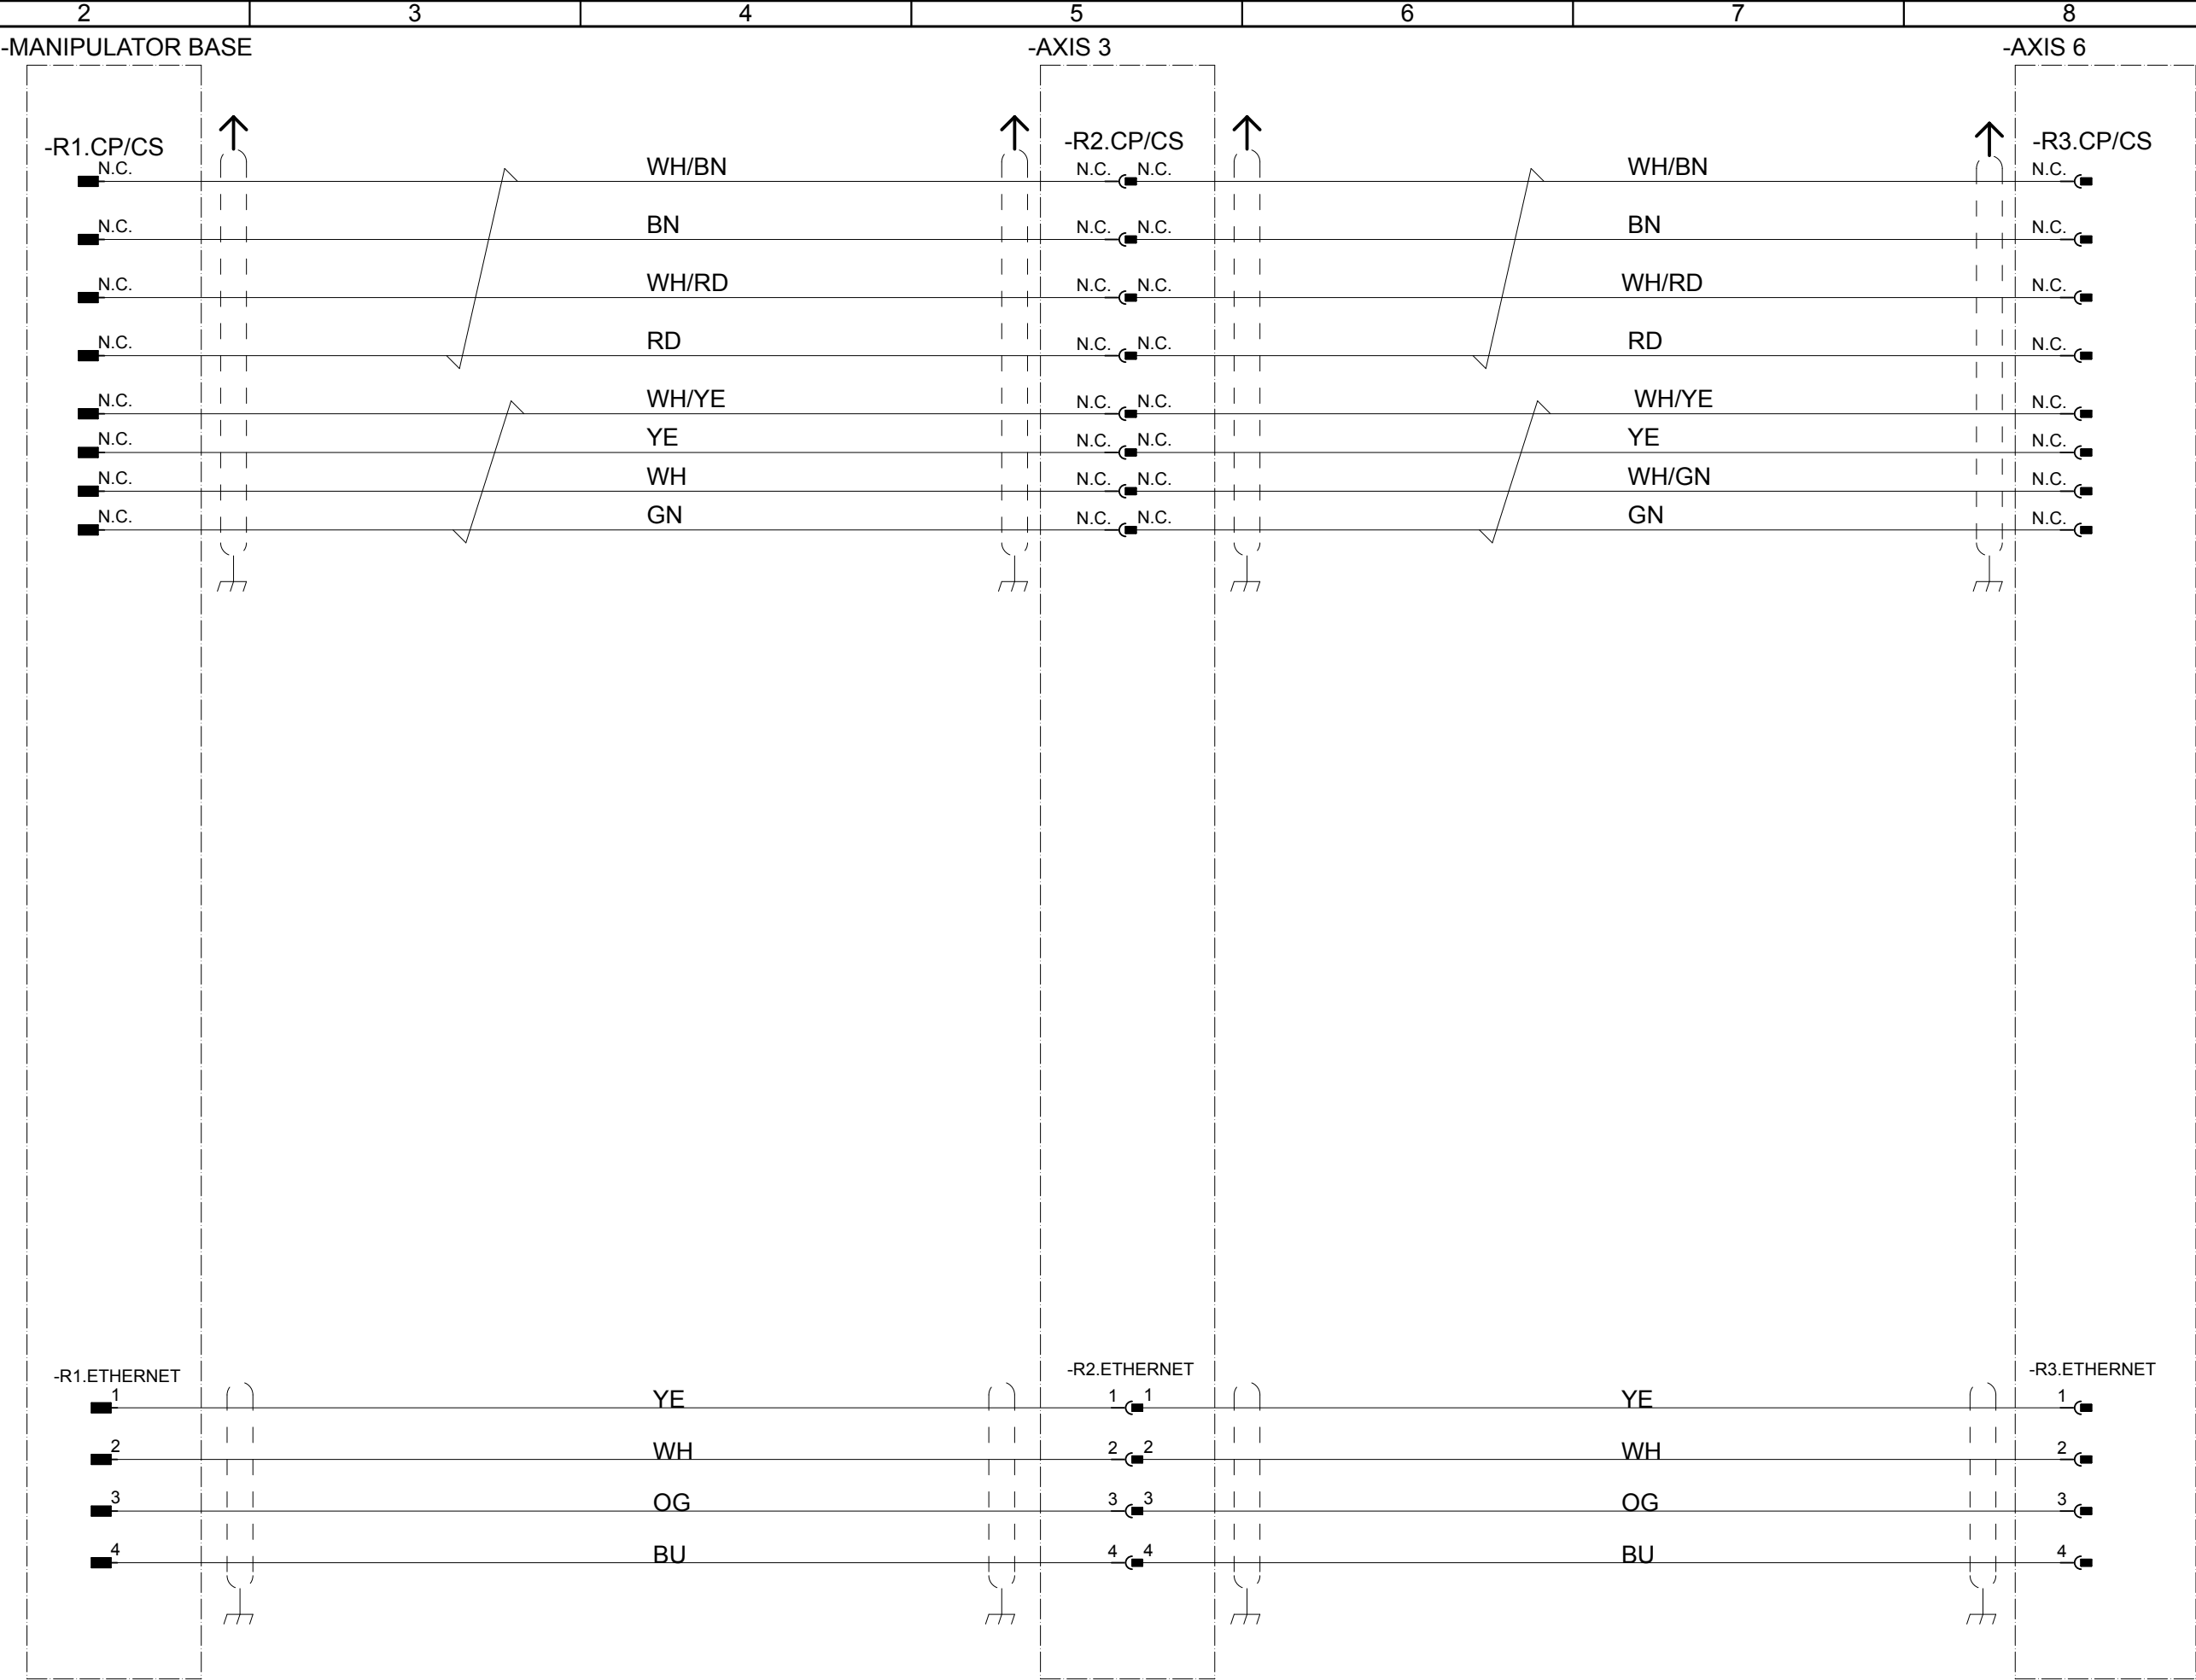 2 3 4 5 6 7 8
-MANIPULATOR BASE -AXIS 3 -AXIS 6
-R1.CP/CS -R2.CP/CS -R3.CP/CS
N.C. WH/BN N.C. N.C. WH/BN N.C.
N.C. BN N.C. N.C. BN N.C.
N.C. WH/RD N.C. N.C. WH/RD N.C.
N.C. RD N.C. N.C. RD N.C.
N.C. WH/YE N.C. N.C. WH/YE N.C.
N.C. YE N.C. N.C. YE N.C.
N.C. WH N.C. N.C. WH/GN N.C.
N.C. GN N.C. N.C. GN N.C.
-R1.ETHERNET -R2.ETHERNET -R3.ETHERNET
1 YE 1 1 YE 1
2 WH 2 2 WH 2
3 OG 3 3 OG 3
4 BU 4 4 BU 4